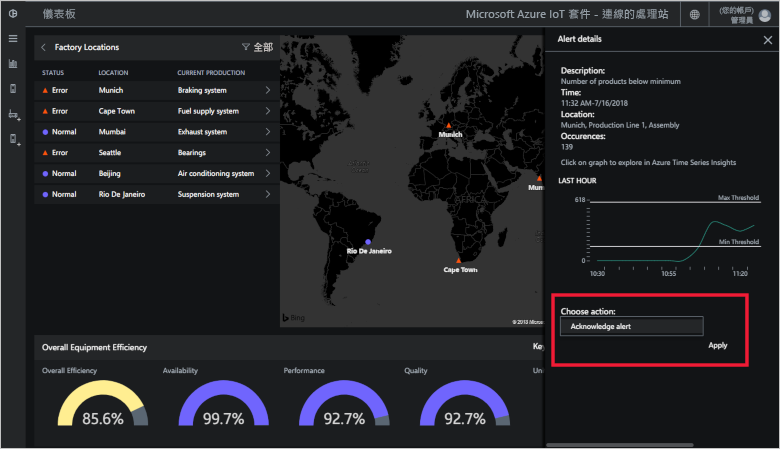 儀表板
Microsoft Azure IoT 套件 - 連線的處理站
(您的帳戶)
管理員
Factory Locations
全部
STATUS LOCATION CURRENT PRODUCTION
Error Munich Braking system
Error Cape Town Fuel supply system
Normal Mumbai Exhaust system
Error Seattle Bearings
Normal Beijing Air conditioning system
Normal Rio De Janeiro Suspension system
Munich
AFRICA
Mum
Rio De Janeiro
Cape Town
Bing
© 2018 Micros
Overall Equipment Efficiency
Key
Overall Efficiency Availability Performance Quality Uni
85.6% 99.7% 92.7% 92.7%
Alert details
Description:
Number of products below minimum
Time:
11:32 AM-7/16/2018
Location:
Munich, Production Line 1, Assembly
Occurences:
139
Click on graph to explore in Azure Time Series Insights
LAST HOUR
618
Max Threshold
Min Threshold
0
10:30 10:55 11:20
Choose action:
Acknowledge alert
Apply